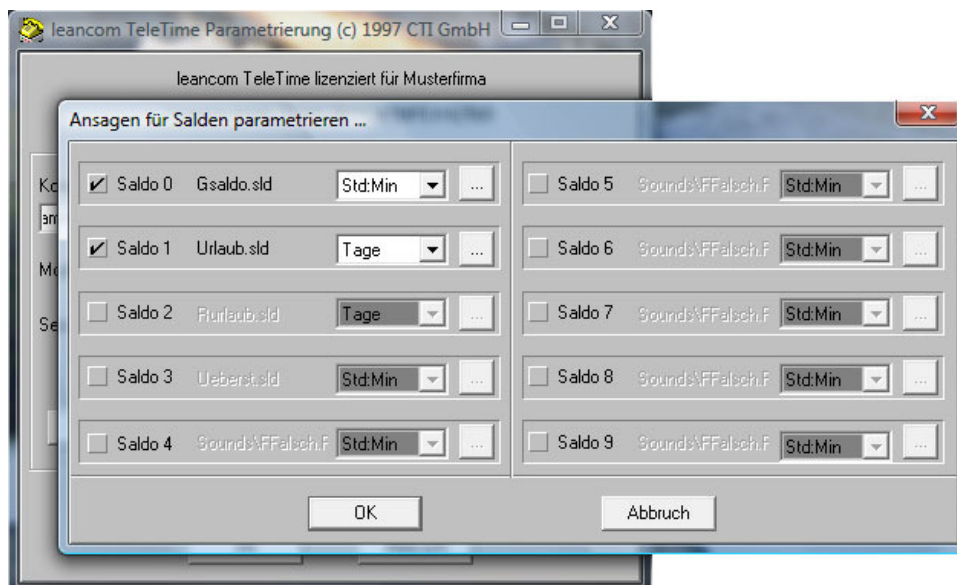 leancom TeleTime Parametrierung (c) 1997 CTI GmbH
leancom TeleTime lizenziert für Musterfirma
Ansagen für Salden parametrieren ...
Saldo 0 Gsaldo.sld Std:Min ...
Saldo 1 Urlaub.sld Tage ...
Saldo 2 Rurlaub.sld Tage ...
Saldo 3 Ueberst.sld Std:Min ...
Saldo 4 Sounds\FFalsch.F Std:Min ...
Saldo 5 Sounds\FFalsch.F Std:Min ...
Saldo 6 Sounds\FFalsch.F Std:Min ...
Saldo 7 Sounds\FFalsch.F Std:Min ...
Saldo 8 Sounds\FFalsch.F Std:Min ...
Saldo 9 Sounds\FFalsch.F Std:Min ...
Ko
Mo
Se
OK Abbruch